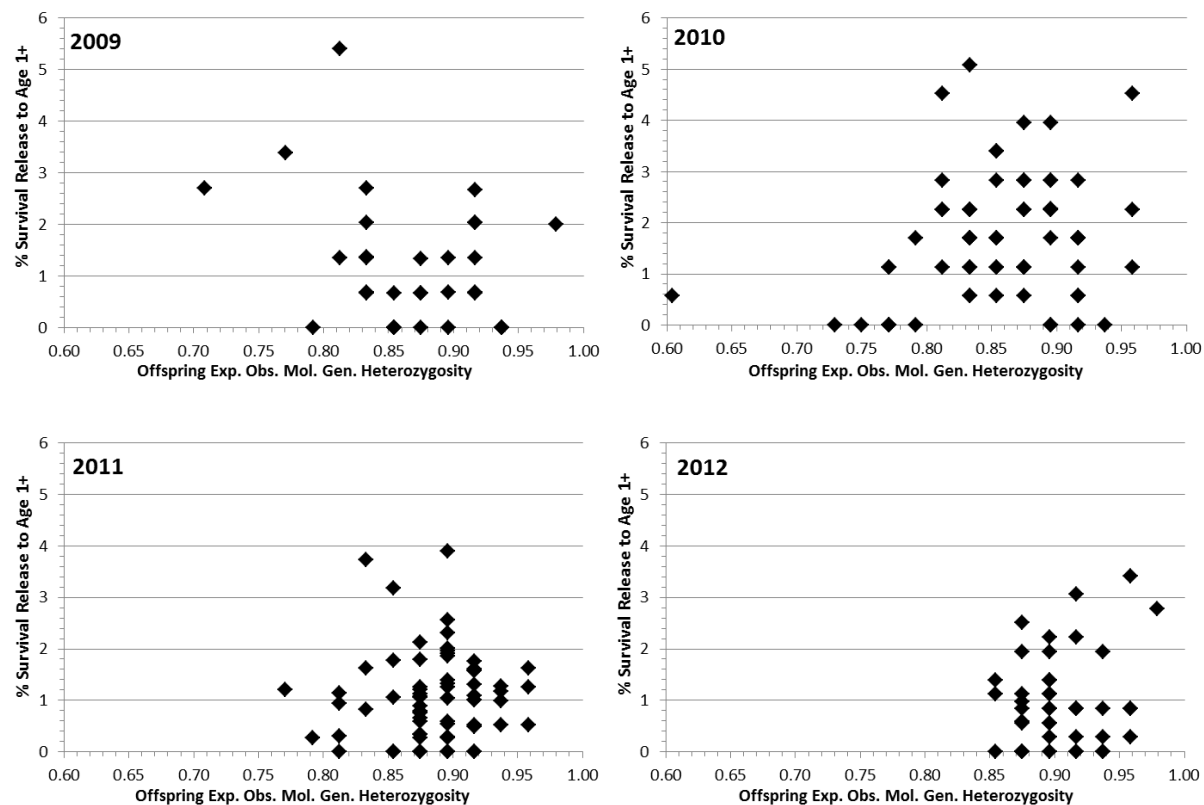 2009
% Survival Release to Age 1+
6
5
4
3
2
1
0
0.60 0.65 0.70 0.75 0.80 0.85 0.90 0.95 1.00
Offspring Exp. Obs. Mol. Gen. Heterozygosity
2010
% Survival Release to Age 1+
6
5
4
3
2
1
0
0.60 0.65 0.70 0.75 0.80 0.85 0.90 0.95 1.00
Offspring Exp. Obs. Mol. Gen. Heterozygosity
2011
% Survival Release to Age 1+
6
5
4
3
2
1
0
0.60 0.65 0.70 0.75 0.80 0.85 0.90 0.95 1.00
Offspring Exp. Obs. Mol. Gen. Heterozygosity
2012
% Survival Release to Age 1+
6
5
4
3
2
1
0
0.60 0.65 0.70 0.75 0.80 0.85 0.90 0.95 1.00
Offspring Exp. Obs. Mol. Gen. Heterozygosity